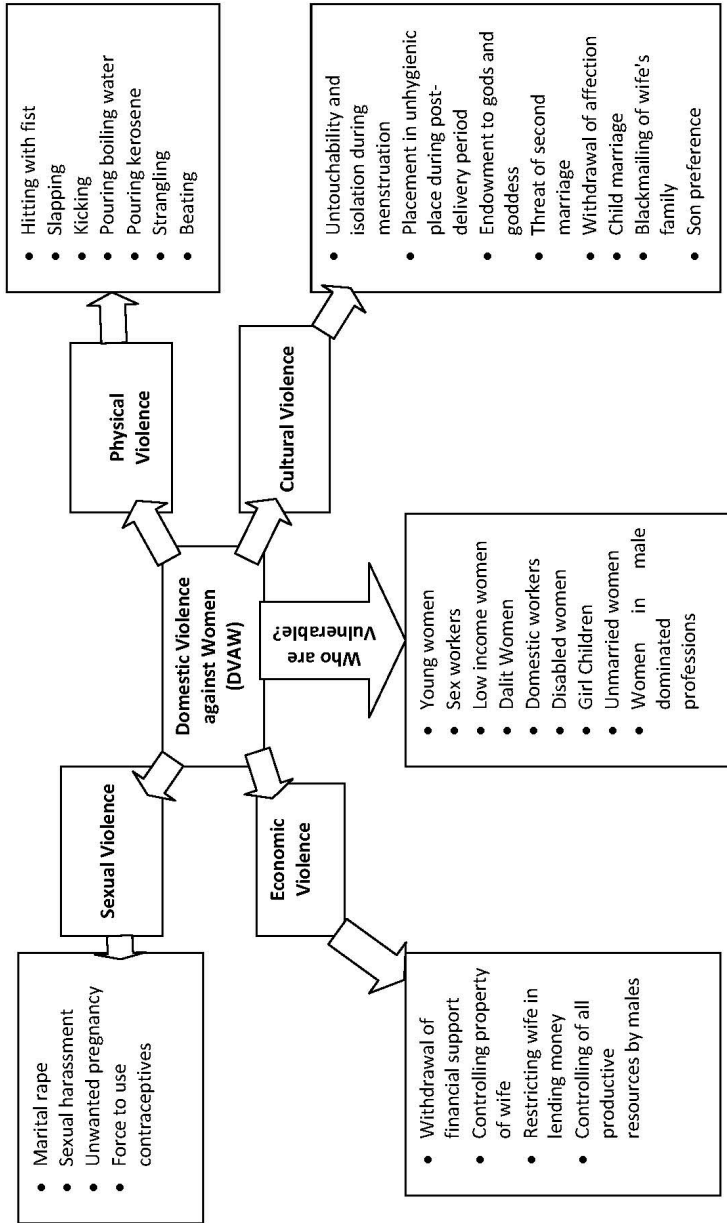 Marital rape
Sexual harassment
Unwanted pregnancy
Force to use
contraceptives
Sexual Violence
Physical
Violence
Hitting with fist
Slapping
Kicking
Pouring boiling water
Pouring kerosene
Strangling
Beating
Domestic Violence
against Women
(DVAW)
Economic
Violence
Cultural Violence
Who are
Vulnerable?
Withdrawal of
financial support
Controlling property
of wife
Restricting wife in
lending money
Controlling of all
productive
resources by males
Young women
Sex workers
Low income women
Dalit Women
Domestic workers
Disabled women
Girl Children
Unmarried women
Women in male
dominated
professions
Untouchability and
isolation during
menstruation
Placement in unhygienic
place during post-
delivery period
Endowment to gods and
goddess
Threat of second
marriage
Withdrawal of affection
Child marriage
Blackmailing of wife's
family
Son preference